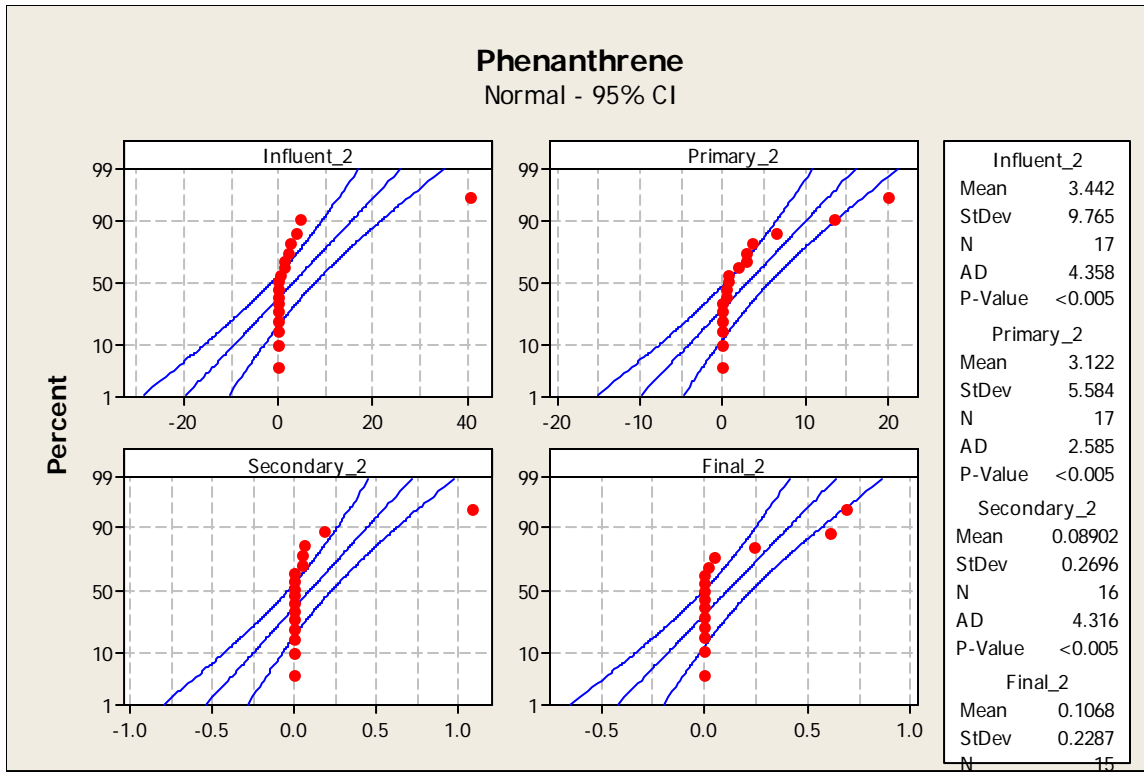 Phenanthrene
Normal - 95% CI
Percent
Influent_2
99
90
50
10
1
-20 0 20 40
Primary_2
99
90
50
10
1
-20 -10 0 10 20
Secondary_2
99
90
50
10
1
-1.0 -0.5 0.0 0.5 1.0
Final_2
99
90
50
10
1
-0.5 0.0 0.5 1.0
Influent_2
Mean 3.442
StDev 9.765
N 17
AD 4.358
P-Value <0.005
Primary_2
Mean 3.122
StDev 5.584
N 17
AD 2.585
P-Value <0.005
Secondary_2
Mean 0.08902
StDev 0.2696
N 16
AD 4.316
P-Value <0.005
Final_2
Mean 0.1068
StDev 0.2287
N 15